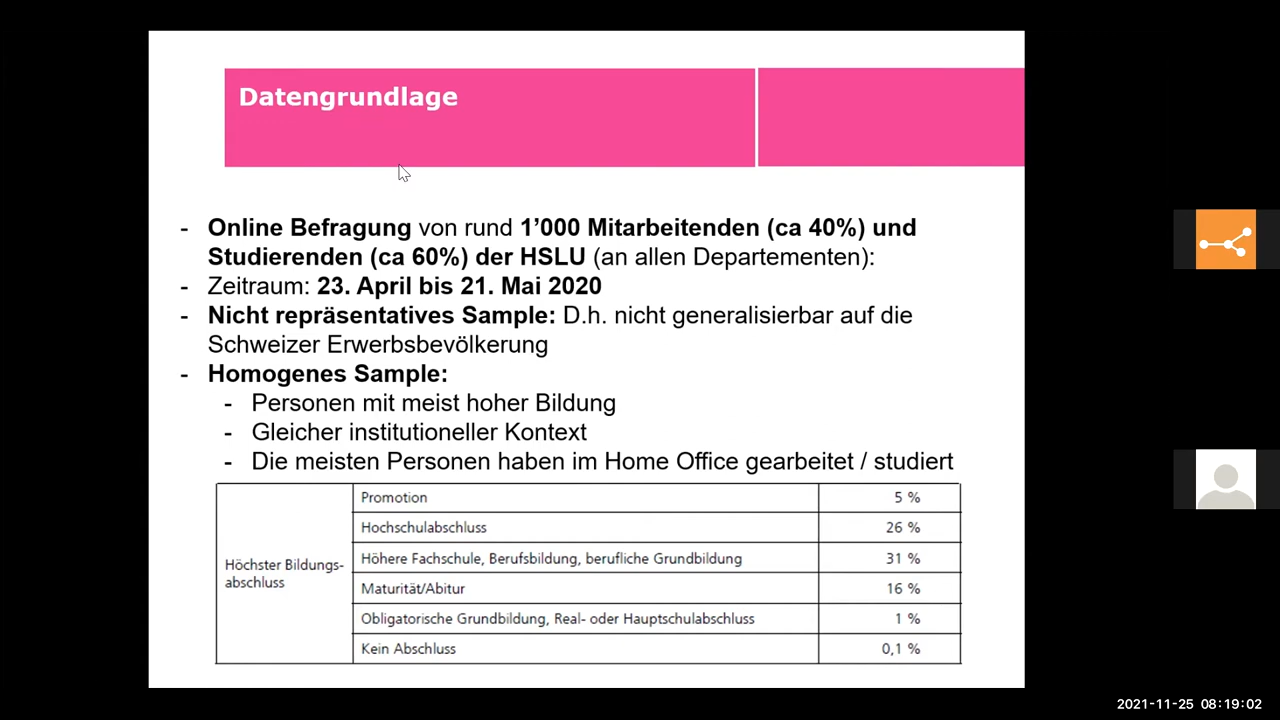 Datengrundlage
- Online Befragung von rund 1’000 Mitarbeitenden (ca 40%) und
Studierenden (ca 60%) der HSLU (an allen Departementen):
- Zeitraum: 23. April bis 21. Mai 2020
- Nicht repräsentatives Sample: D.h. nicht generalisierbar auf die
Schweizer Erwerbsbevölkerung
- Homogenes Sample:
- Personen mit meist hoher Bildung
- Gleicher institutioneller Kontext
- Die meisten Personen haben im Home Office gearbeitet / studiert
Höchster Bildungs-
abschluss
Promotion 5 %
Hochschulabschluss 26 %
Höhere Fachschule, Berufsbildung, berufliche Grundbildung 31 %
Maturität/Abitur 16 %
Obligatorische Grundbildung, Real- oder Hauptschulabschluss 1 %
Kein Abschluss 0,1 %
2021-11-25 08:19:02